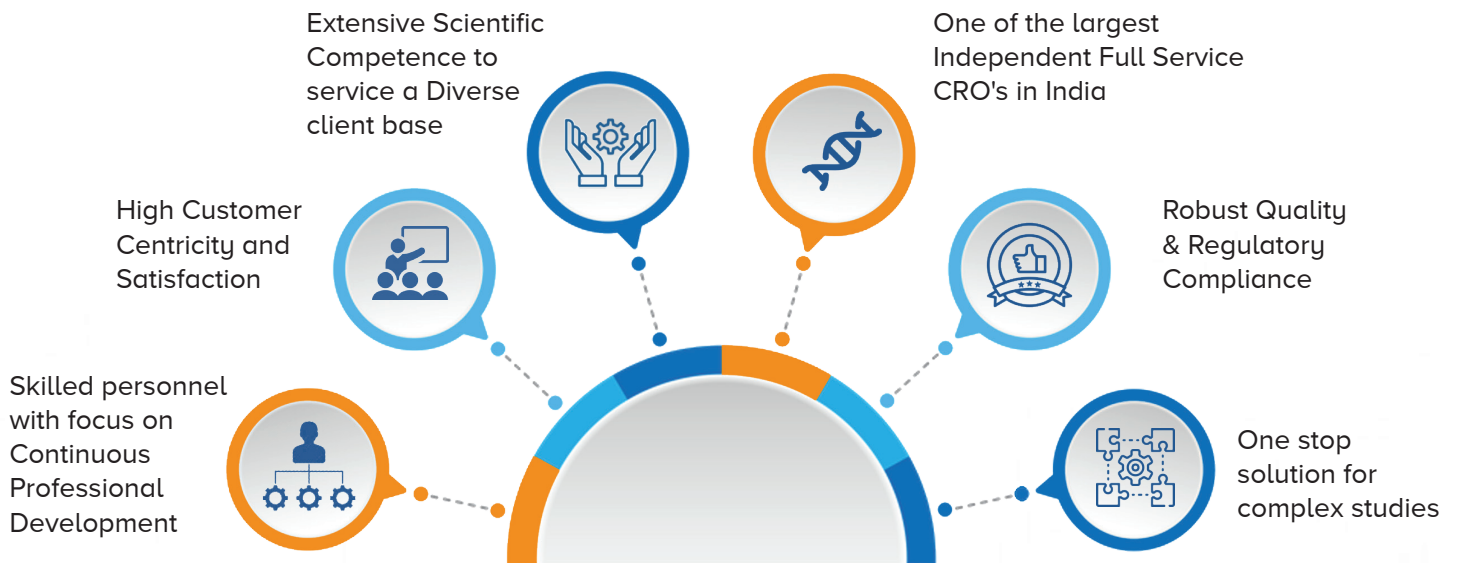 Extensive Scientific
Competence to
service a Diverse
client base
One of the largest
Independent Full Service
CRO's in India
High Customer
Centricity and
Satisfaction
Robust Quality
& Regulatory
Compliance
Skilled personnel
with focus on
Continuous
Professional
Development
One stop
solution for
complex studies